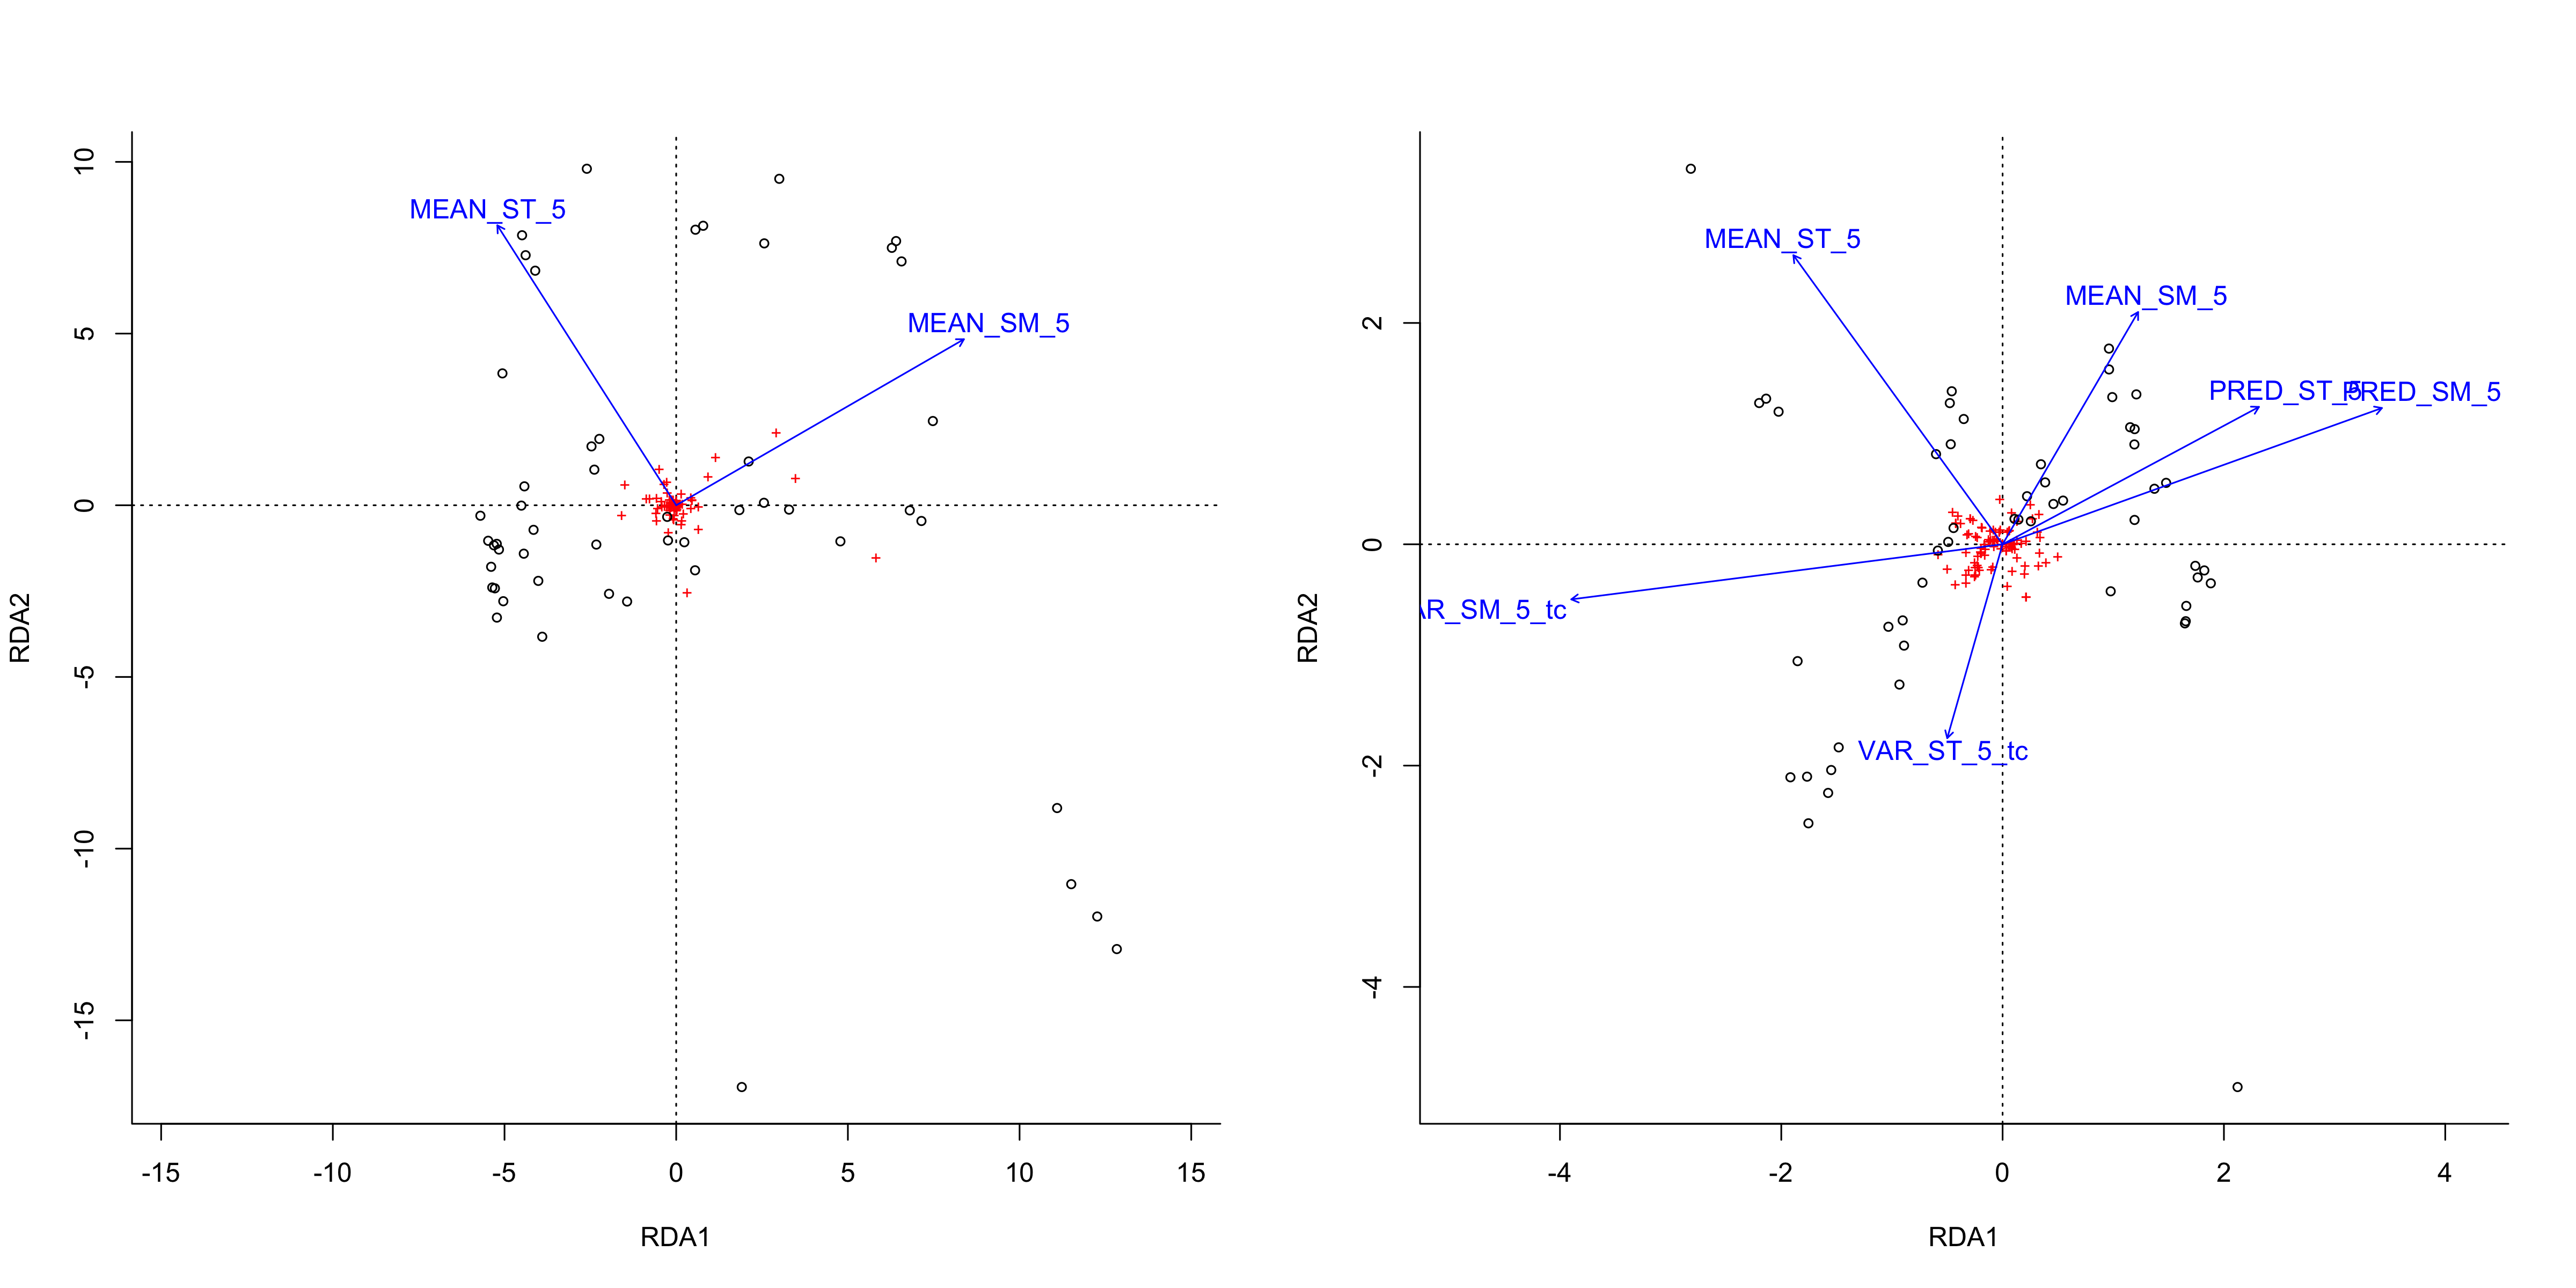 MEAN_ST_5
MEAN_SM_5
10
5
0
-5
-10
-15
RDA2
-15 -10 -5 0 5 10 15
RDA1
MEAN_ST_5
MEAN_SM_5
PRED_ST_5 PRED_SM_5
AR_SM_5_tc
VAR_ST_5_tc
2
0
-2
-4
RDA2
-4 -2 0 2 4
RDA1